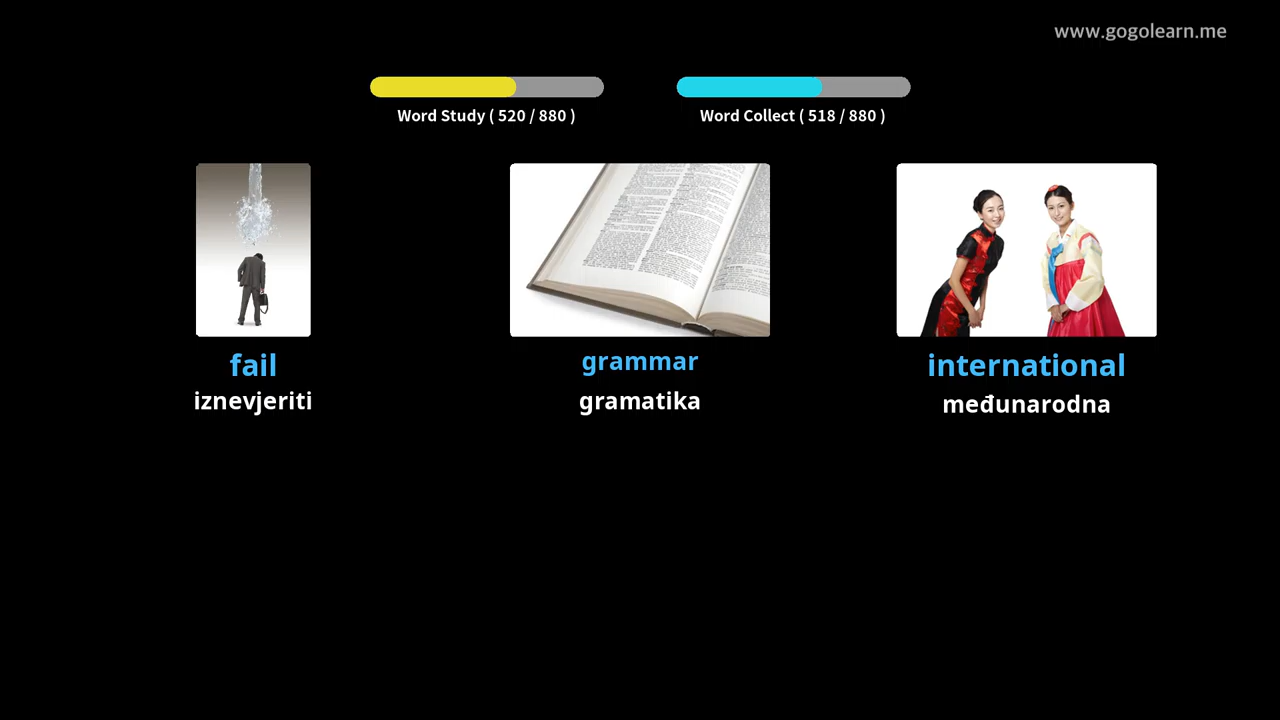 www.gogolearn.me
Word Study ( 520 / 880 )
Word Collect ( 518 / 880 )
fail
grammar
international
iznevjeriti
gramatika
međunarodna